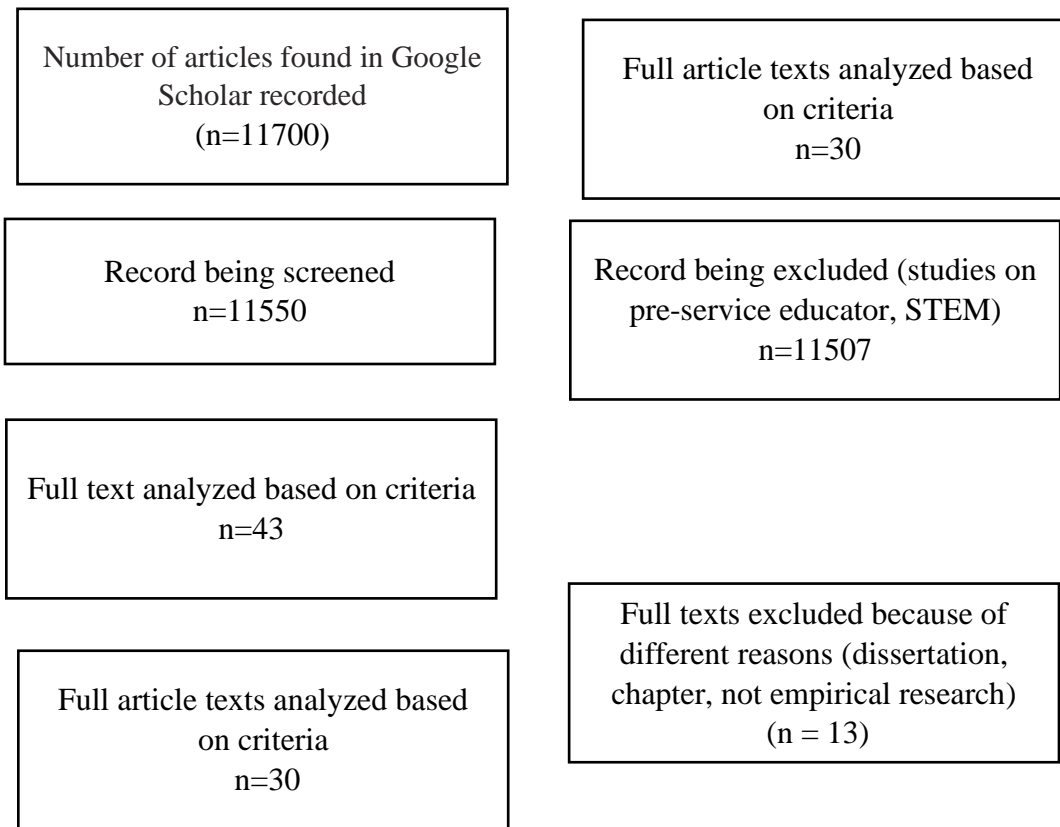 Number of articles found in Google
Scholar recorded
(n=11700)
Full article texts analyzed based
on criteria
n=30
Record being screened
n=11550
Record being excluded (studies on
pre-service educator, STEM)
n=11507
Full text analyzed based on criteria
n=43
Full texts excluded because of
different reasons (dissertation,
chapter, not empirical research)
(n = 13)
Full article texts analyzed based
on criteria
n=30